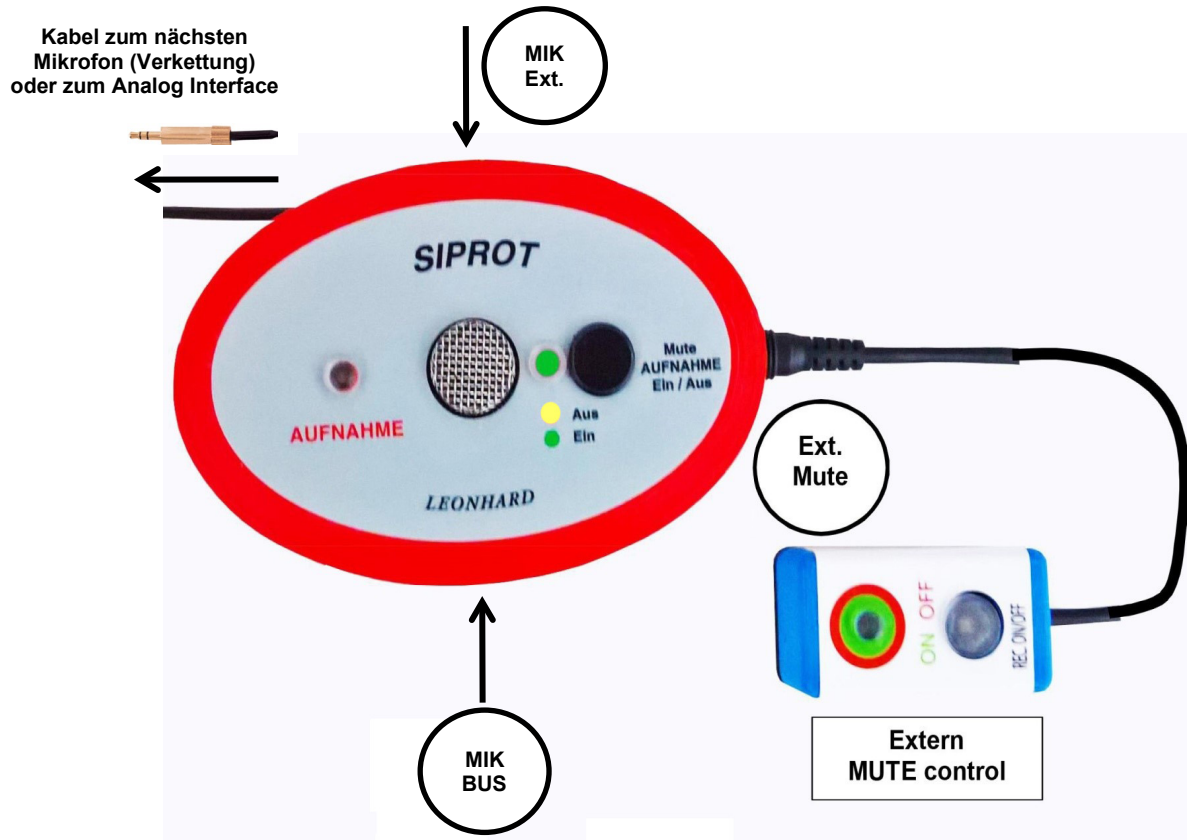 Kabel zum nächsten
Mikrofon (Verkettung)
oder zum Analog Interface
MIK
Ext.
SIPROT
Mute
AUFNAHME
Ein / Aus
Aus
Ein
AUFNAHME
LEONHARD
Ext.
Mute
ON OFF
REC ON/OFF
MIK
BUS
Extern
MUTE control